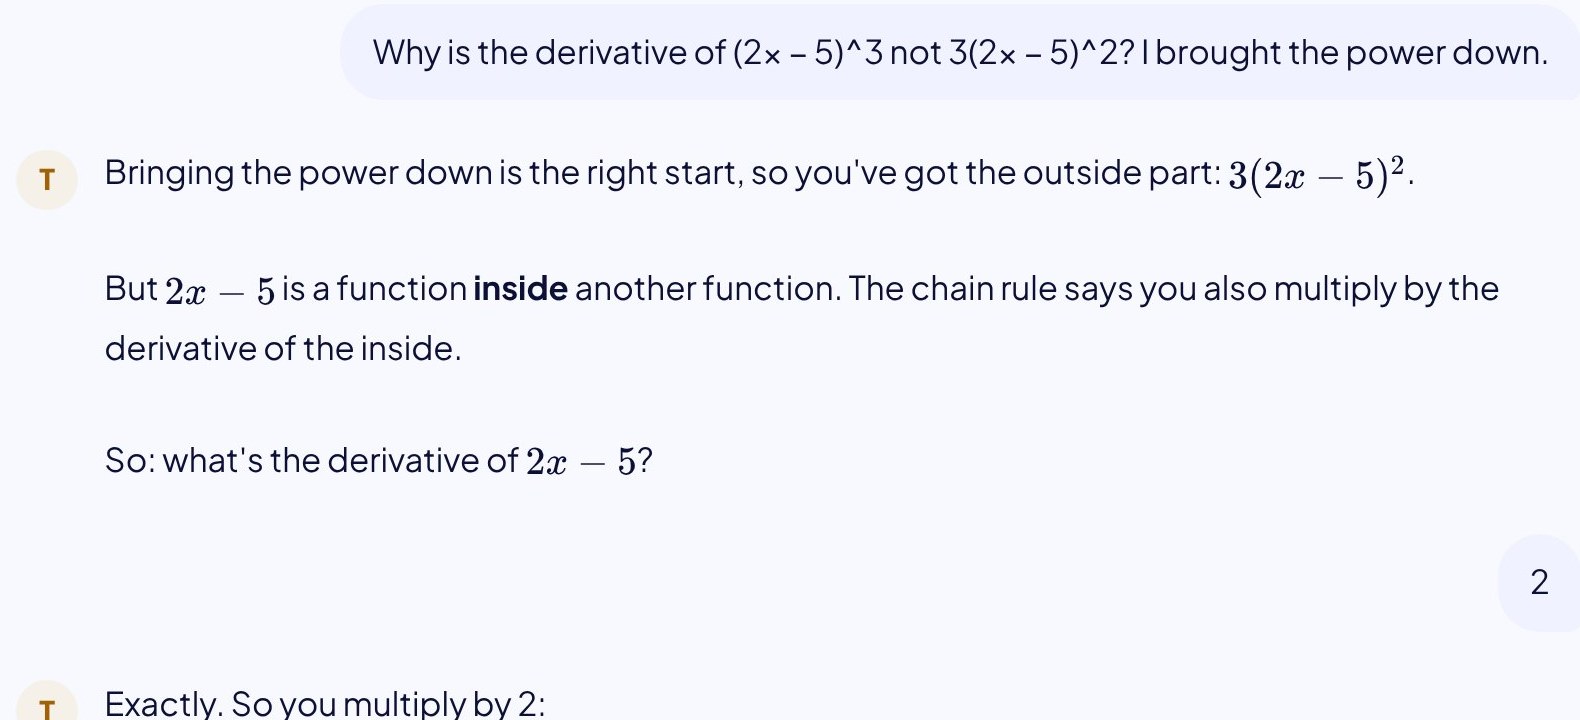 Why is the derivative of (2x – 5)^3 not 3(2x – 5)^2? I brought the power down.
T
Bringing the power down is the right start, so you've got the outside part: 3(2x − 5)².
But 2x − 5 is a function inside another function. The chain rule says you also multiply by the
derivative of the inside.
So: what's the derivative of 2x − 5?
2
T
Exactly. So you multiply by 2: